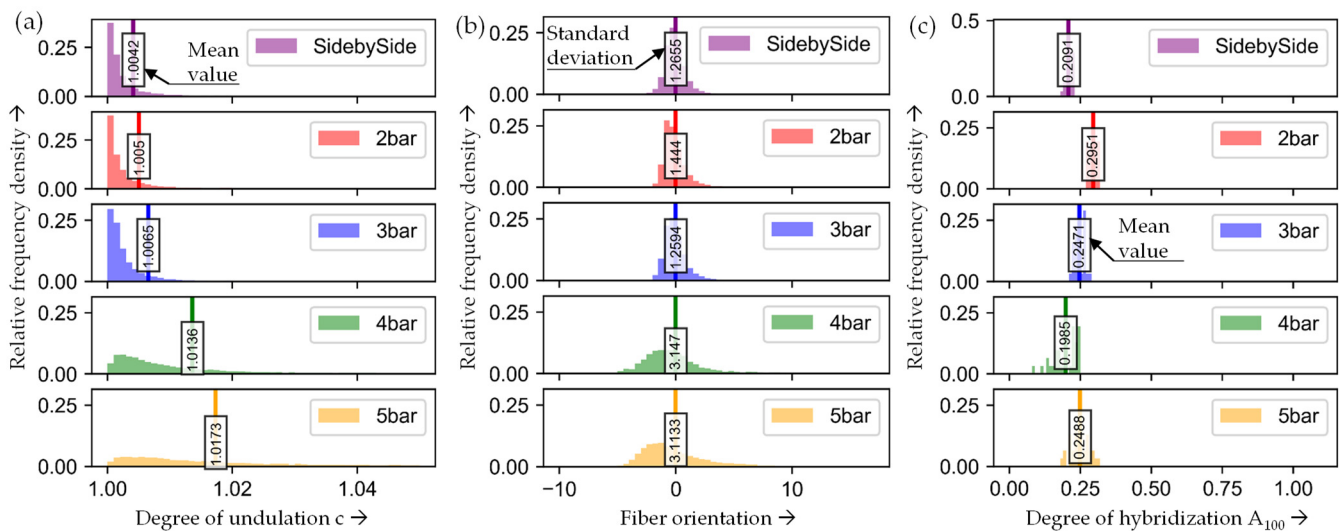 (a)
Relative frequency density →
0.25
0.00
1.0042
Mean
value
SidebySide
0.25
0.00
1.005
2bar
0.25
0.00
1.0065
3bar
0.25
0.00
1.0136
4bar
0.25
0.00
1.0173
5bar
1.00 1.02 1.04
Degree of undulation c →
(b)
Relative frequency density →
0.25
0.00
Standard
deviation
1.2655
SidebySide
0.25
0.00
1.444
2bar
0.25
0.00
1.2594
3bar
0.25
0.00
3.147
4bar
0.25
0.00
3.1133
5bar
−10 0 10
Fiber orientation →
(c)
Relative frequency density →
0.5
0.0
0.2091
SidebySide
0.25
0.00
0.2951
2bar
0.25
0.00
0.2471
Mean
value
3bar
0.25
0.00
0.1985
4bar
0.25
0.00
0.2488
5bar
0.00 0.25 0.50 0.75 1.00
Degree of hybridization A₁₀₀ →